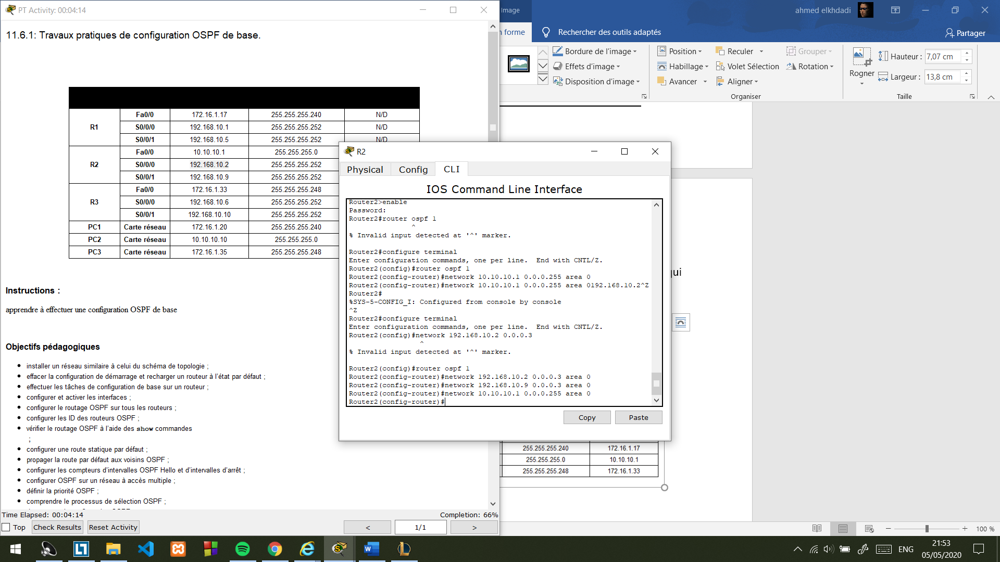 PT Activity: 00:04:14
11.6.1: Travaux pratiques de configuration OSPF de base.
R1 Fa0/0 172.16.1.17 255.255.255.240 N/D
S0/0/0 192.168.10.1 255.255.255.252 N/D
S0/0/1 192.168.10.5 255.255.255.252 N/D
R2 Fa0/0 10.10.10.1 255.255.255.0
S0/0/0 192.168.10.2 255.255.255.252
S0/0/1 192.168.10.9 255.255.255.252
R3 Fa0/0 172.16.1.33 255.255.255.248
S0/0/0 192.168.10.6 255.255.255.252
S0/0/1 192.168.10.10 255.255.255.252
PC1 Carte réseau 172.16.1.20 255.255.255.240
PC2 Carte réseau 10.10.10.10 255.255.255.0
PC3 Carte réseau 172.16.1.35 255.255.255.248
Instructions :
apprendre à effectuer une configuration OSPF de base
Objectifs pédagogiques
installer un réseau similaire à celui du schéma de topologie ;
effacer la configuration de démarrage et recharger un routeur à l'état par défaut ;
effectuer les tâches de configuration de base sur un routeur ;
configurer et activer les interfaces ;
configurer le routage OSPF sur tous les routeurs ;
configurer les ID des routeurs OSPF ;
vérifier le routage OSPF à l'aide des show commandes
;
configurer une route statique par défaut ;
propager la route par défaut aux voisins OSPF ;
configurer les compteurs d'intervalles OSPF Hello et d'intervalles d'arrêt ;
configurer OSPF sur un réseau à accès multiple ;
définir la priorité OSPF ;
comprendre le processus de sélection OSPF ;
Time Elapsed: 00:04:14 Completion: 66%
Top Check Results Reset Activity < 1/1 >
Image ahmed elkhdadi
n forme Rechercher des outils adaptés Partager
Bordure de l'image Position Reculer Grouper Hauteur : 7,07 cm
Effets d'image Habillage Volet Sélection Rotation
Disposition d'image Avancer Aligner Rogner Largeur : 13,8 cm
Organiser Taille
R2
Physical Config CLI
IOS Command Line Interface
Router2>enable
Password:
Router2#router ospf 1
^
% Invalid input detected at '^' marker.
Router2#configure terminal
Enter configuration commands, one per line.  End with CNTL/Z.
Router2(config)#router ospf 1
Router2(config-router)#network 10.10.10.1 0.0.0.255 area 0
Router2(config-router)#network 10.10.10.1 0.0.0.255 area 0192.168.10.2^Z
Router2#
%SYS-5-CONFIG_I: Configured from console by console
^Z
Router2#configure terminal
Enter configuration commands, one per line.  End with CNTL/Z.
Router2(config)#network 192.168.10.2 0.0.0.3
^
% Invalid input detected at '^' marker.
Router2(config)#router ospf 1
Router2(config-router)#network 192.168.10.2 0.0.0.3 area 0
Router2(config-router)#network 192.168.10.9 0.0.0.3 area 0
Router2(config-router)#network 10.10.10.1 0.0.0.255 area 0
Router2(config-router)#
Copy Paste
qui
255.255.255.240 172.16.1.17
255.255.255.0 10.10.10.1
255.255.255.248 172.16.1.33
100 %
ENG
21:53
05/05/2020